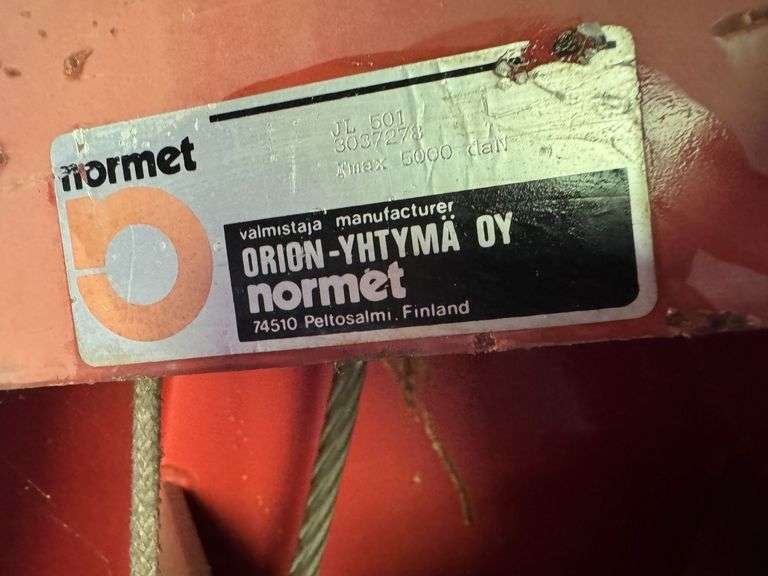 normet
JL 501
3037278
Fmax 5000 daN
valmistaja manufacturer
ORION-YHTYMÄ OY
normet
74510 Peltosalmi. Finland